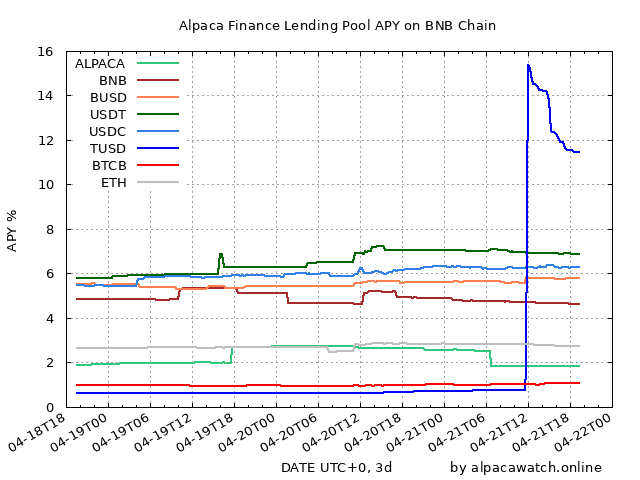 Alpaca Finance Lending Pool APY on BNB Chain
16
14
12
10
8
6
4
2
0
APY %
ALPACA
BNB
BUSD
USDT
USDC
TUSD
BTCB
ETH
04-18T18
04-19T00
04-19T06
04-19T12
04-19T18
04-20T00
04-20T06
04-20T12
04-20T18
04-21T00
04-21T06
04-21T12
04-21T18
04-22T00
DATE UTC+0, 3d
by alpacawatch.online